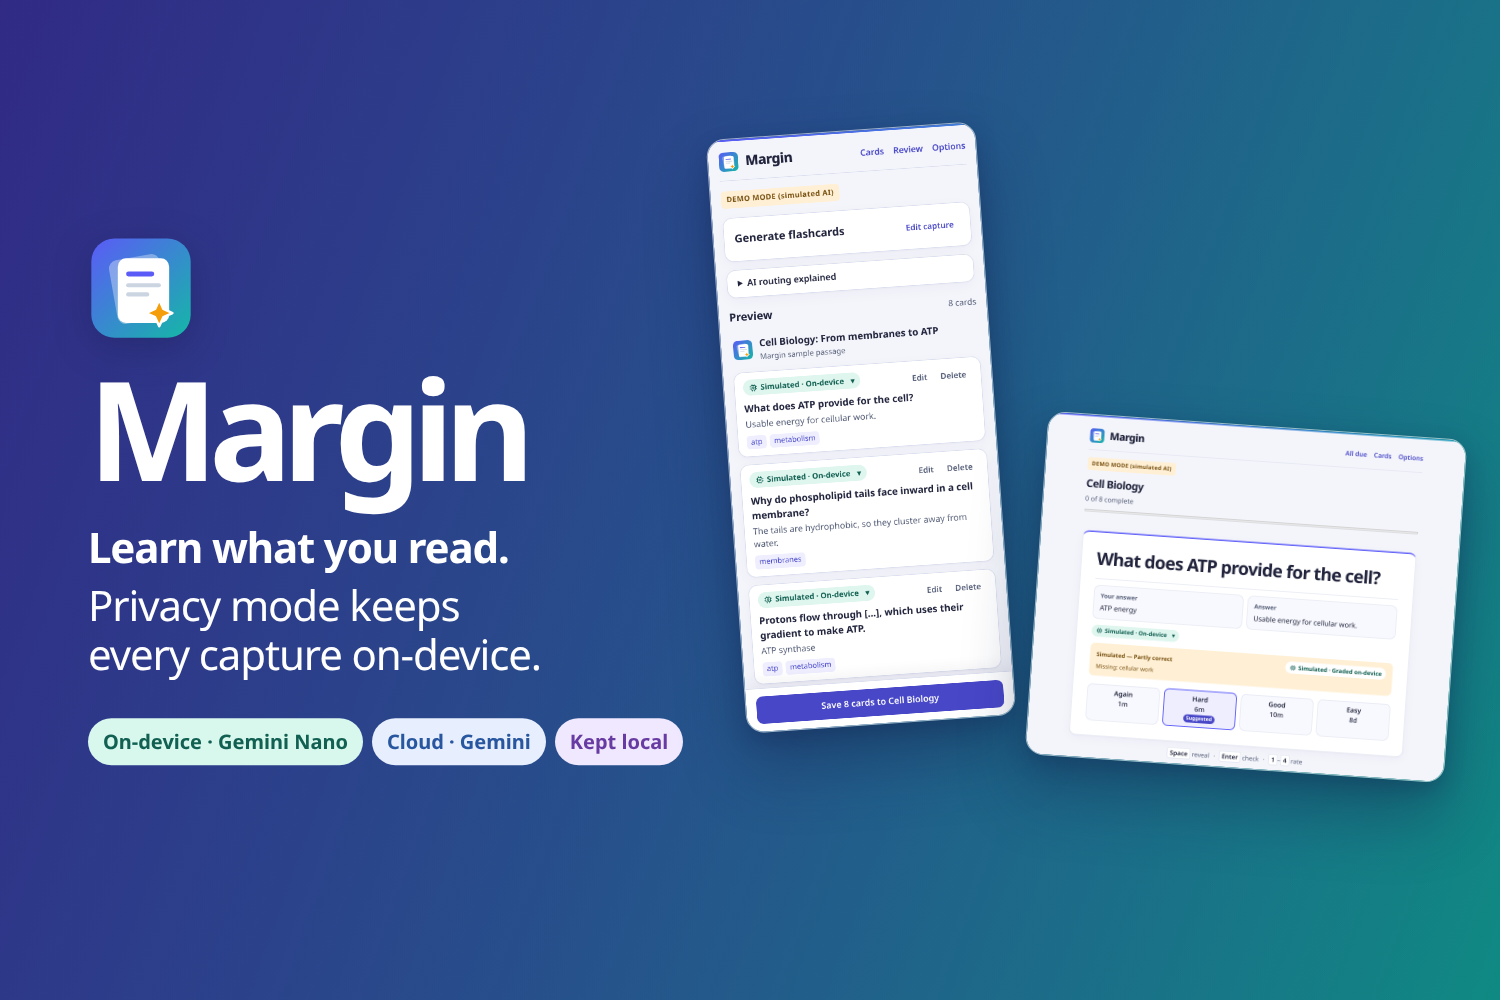 Margin
Learn what you read.
Privacy mode keeps
every capture on-device.
On-device · Gemini Nano
Cloud · Gemini
Kept local
Margin
Cards Review Options
DEMO MODE (simulated AI)
Generate flashcards
Edit capture
▶ AI routing explained
Preview
8 cards
Cell Biology: From membranes to ATP
Margin sample passage
Simulated · On-device ▾
Edit Delete
What does ATP provide for the cell?
Usable energy for cellular work.
atp metabolism
Simulated · On-device ▾
Edit Delete
Why do phospholipid tails face inward in a cell
membrane?
The tails are hydrophobic, so they cluster away from
water.
membranes
Simulated · On-device ▾
Edit Delete
Protons flow through [...], which uses their
gradient to make ATP.
ATP synthase
atp metabolism
Save 8 cards to Cell Biology
Margin
All due Cards Options
DEMO MODE (simulated AI)
Cell Biology
0 of 8 complete
What does ATP provide for the cell?
Your answer
ATP energy
Answer
Usable energy for cellular work.
Simulated · On-device ▾
Simulated — Partly correct
Missing: cellular work
Simulated · Graded on-device
Again
1m
Hard
6m
Suggested
Good
10m
Easy
8d
Space reveal · Enter check · 1 – 4 rate